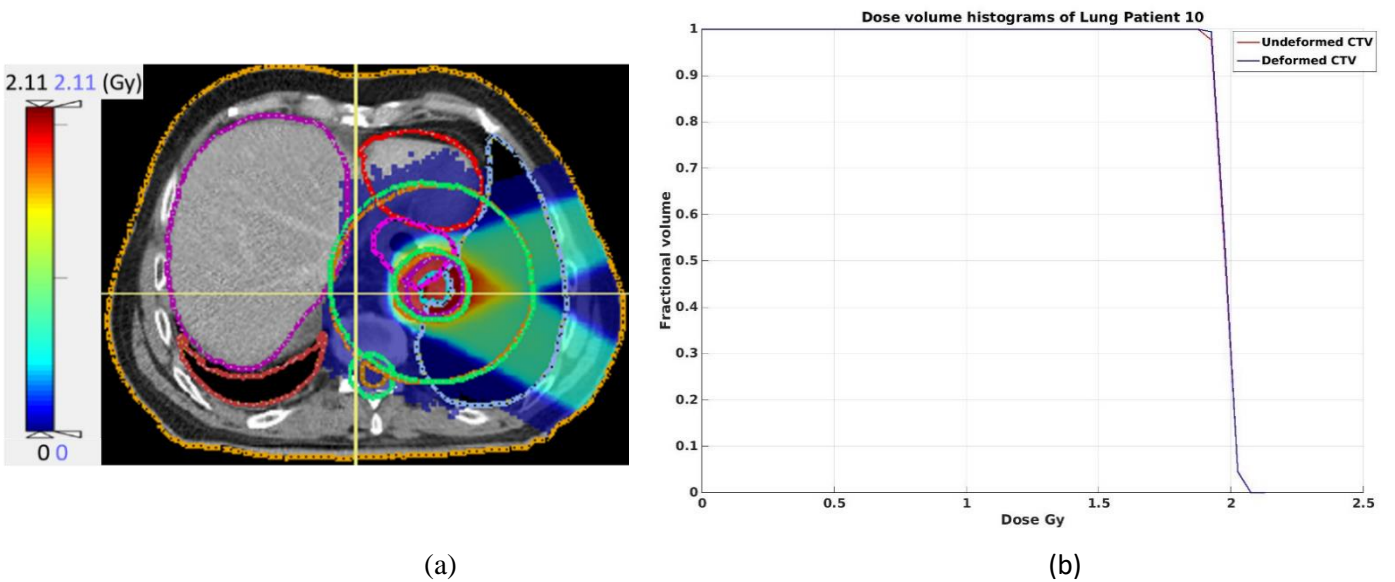 2.11 2.11 (Gy)
0 0
(a)
Dose volume histograms of Lung Patient 10
Undeformed CTV
Deformed CTV
Fractional volume
1
0.9
0.8
0.7
0.6
0.5
0.4
0.3
0.2
0.1
0
0 0.5 1 1.5 2 2.5
Dose Gy
(b)